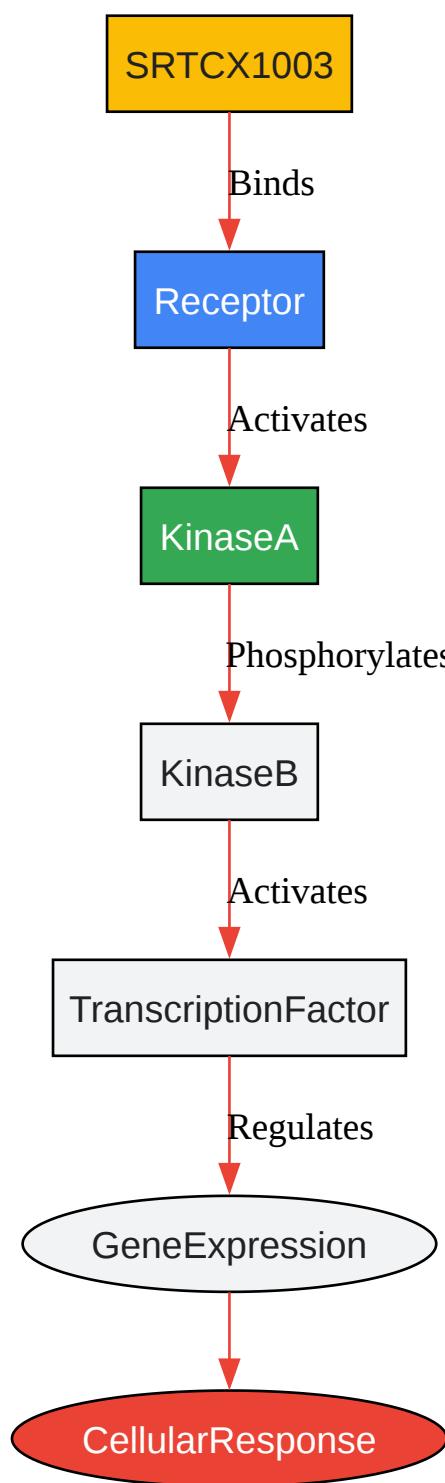 SRTCX1003
Binds
Receptor
Activates
KinaseA
Phosphorylates
KinaseB
Activates
TranscriptionFactor
Regulates
GeneExpression
CellularResponse